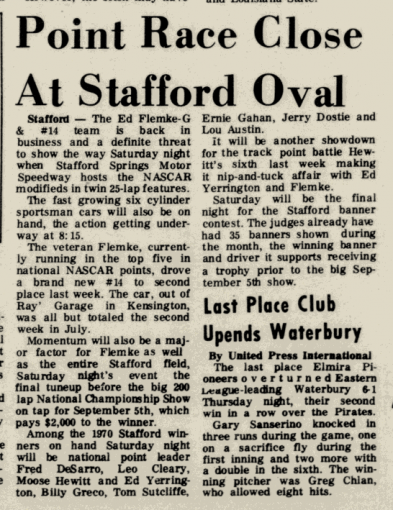 Point Race Close
At Stafford Oval
Stafford — The Ed Flemke-G
& #14 team is back in
business and a definite threat
to show the way Saturday night
when Stafford Springs Motor
Speedway hosts the NASCAR
modifieds in twin 25-lap features.
The fast growing six cylinder
sportsman cars will also be on
hand, the action getting under-
way at 8:15.
The veteran Flemke, current-
ly running in the top five in
national NASCAR points, drove
a brand new #14 to second
place last week. The car, out of
Ray' Garage in Kensington,
was all but totaled the second
week in July.
Momentum will also be a maj-
or factor for Flemke as well
as the entire Stafford field,
Saturday night's event the
final tuneup before the big 200
lap National Championship Show
on tap for September 5th, which
pays $2,000 to the winner.
Among the 1970 Stafford win-
ners on hand Saturday night
will be national point leader
Fred DeSarro, Leo Cleary,
Moose Hewitt and Ed Yerring-
ton, Billy Greco, Tom Sutcliffe,
Ernie Gahan, Jerry Dostie and
Lou Austin.
It will be another showdown
for the track point battle Hew-
itt's sixth last week making
it nip-and-tuck affair with Ed
Yerrington and Flemke.
Saturday will be the final
night for the Stafford banner
contest. The judges already have
had 35 banners shown during
the month, the winning banner
and driver it supports receiving
a trophy prior to the big Sep-
tember 5th show.
Last Place Club
Upends Waterbury
By United Press International
The last place Elmira Pi-
oneers overturned Eastern
League-leading Waterbury 6-1
Thursday night, their second
win in a row over the Pirates.
Gary Sanserino knocked in
three runs during the game, one
on a sacrifice fly during the
first inning and two more with
a double in the sixth. The win-
ning pitcher was Greg Chlan,
who allowed eight hits.